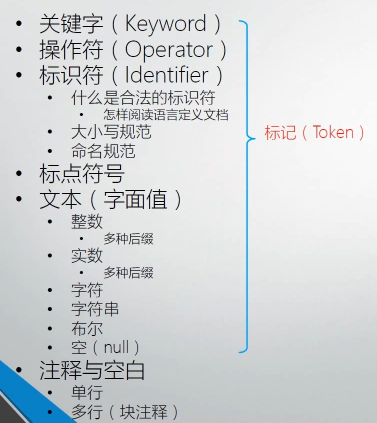 • 关键字（Keyword）
• 操作符（Operator）
• 标识符（Identifier）
• 什么是合法的标识符
• 怎样阅读语言定义文档
• 大小写规范
• 命名规范
标记（Token）
• 标点符号
• 文本（字面值）
• 整数
• 多种后缀
• 实数
• 多种后缀
• 字符
• 字符串
• 布尔
• 空（null）
• 注释与空白
• 单行
• 多行（块注释）